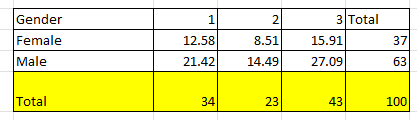 Gender 1 2 3 Total
Female 12.58 8.51 15.91 37
Male 21.42 14.49 27.09 63
Total 34 23 43 100